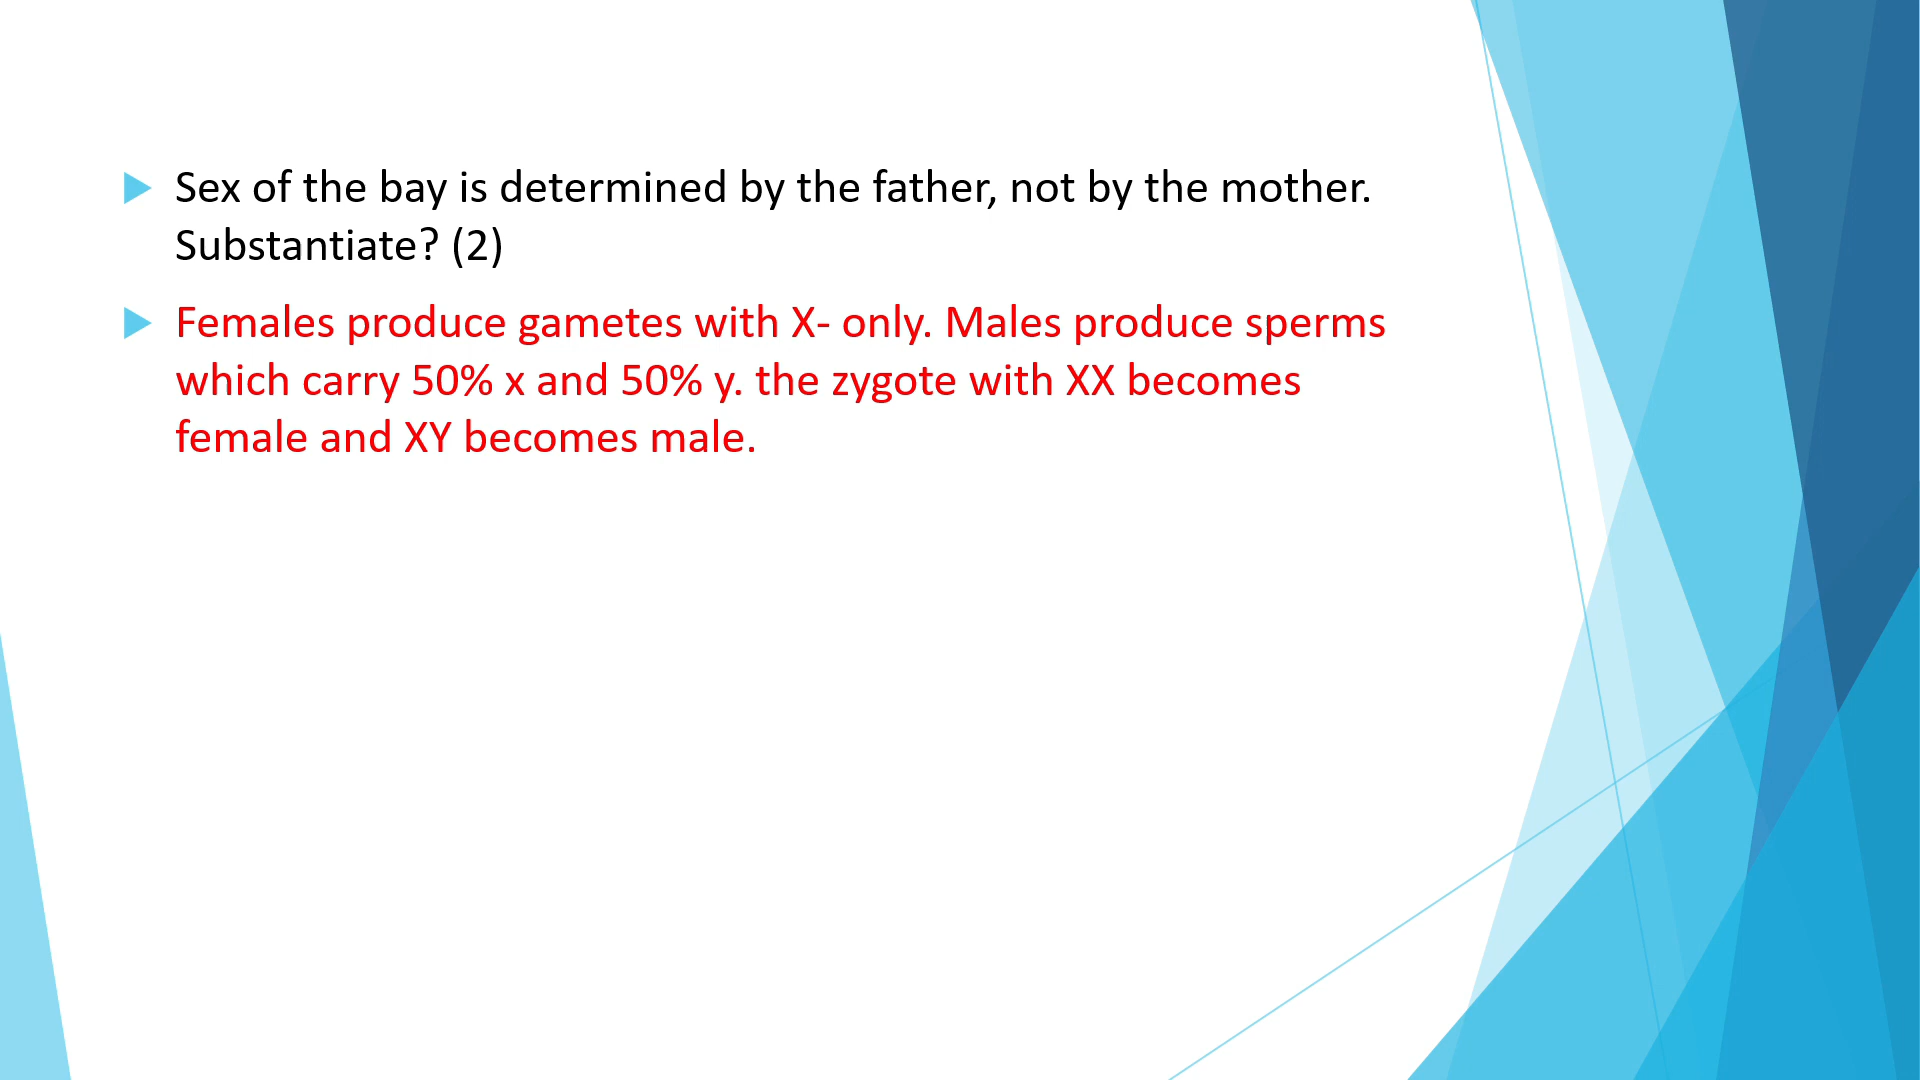 Sex of the bay is determined by the father, not by the mother.
Substantiate? (2)
Females produce gametes with X- only. Males produce sperms
which carry 50% x and 50% y. the zygote with XX becomes
female and XY becomes male.